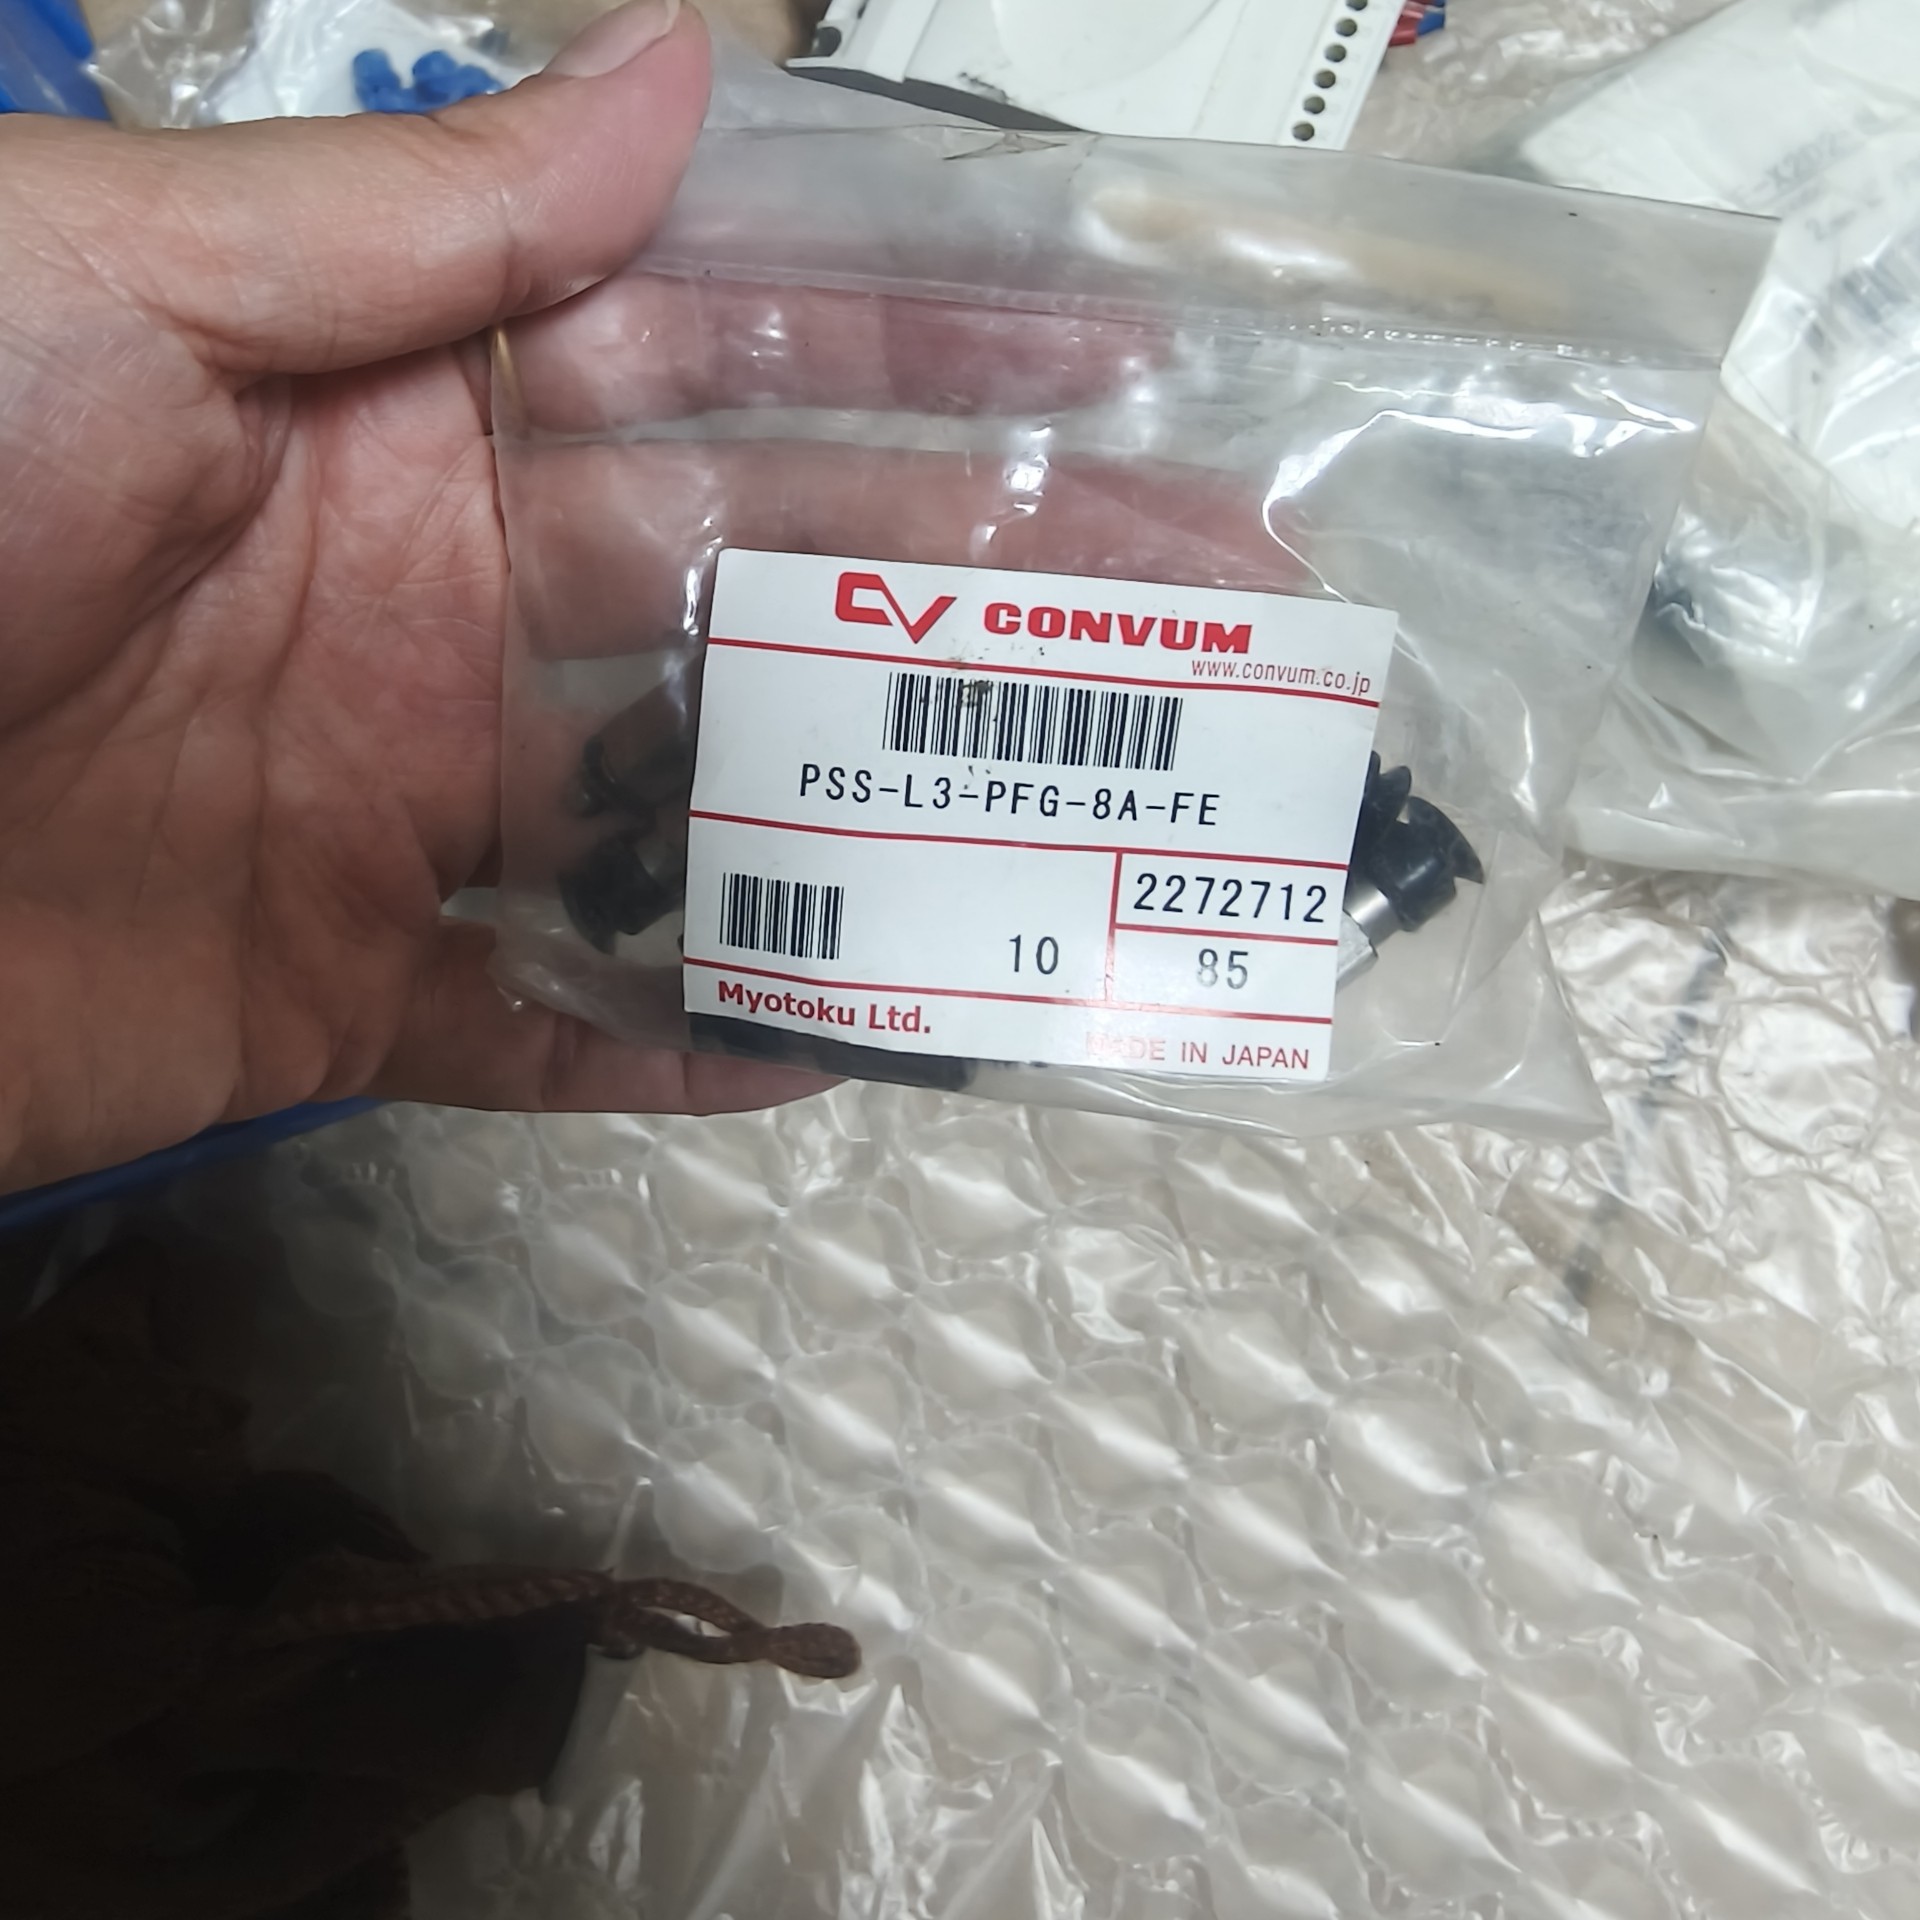 CV CONVUM
www.convum.co.jp
PSS-L3-PFG-8A-FE
2272712
10
85
Myotoku Ltd.
MADE IN JAPAN